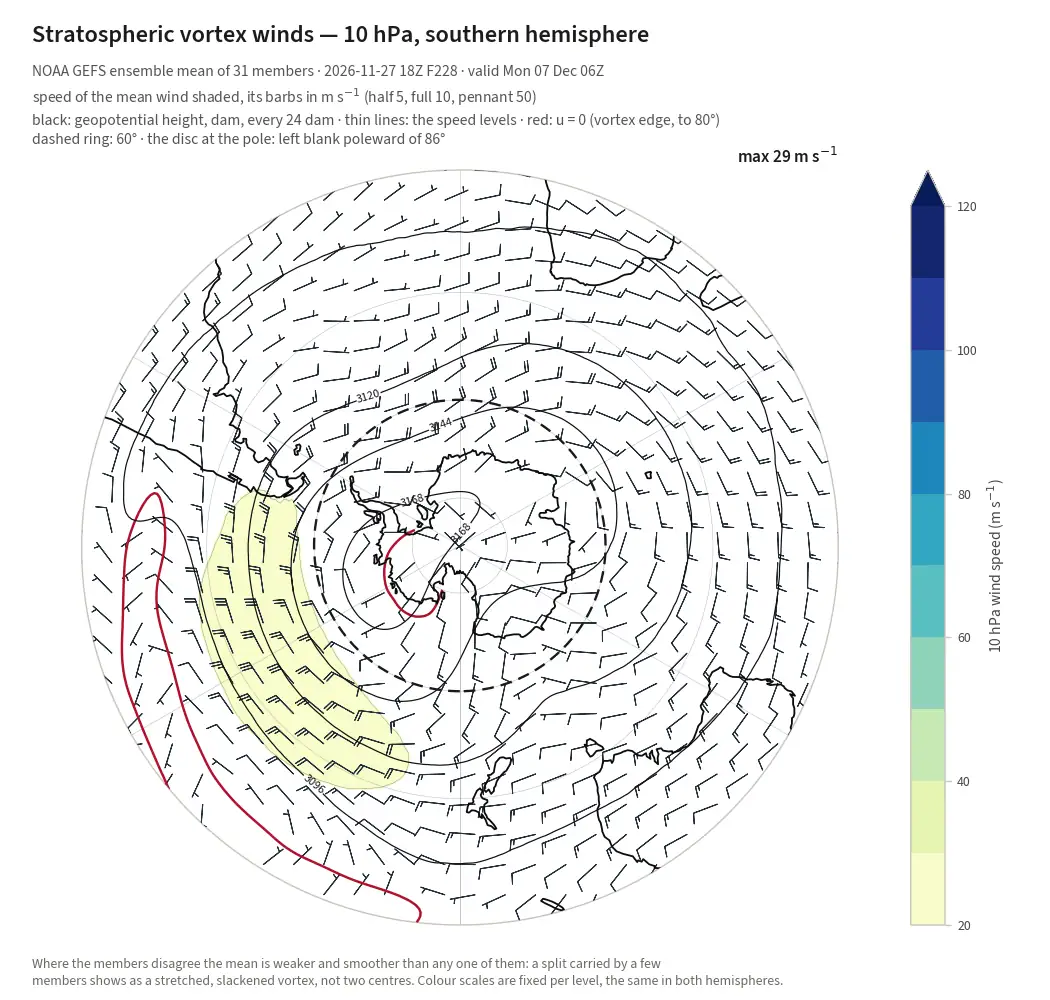 Stratospheric vortex winds — 10 hPa, southern hemisphere
NOAA GEFS ensemble mean of 31 members · 2026-11-27 18Z F228 · valid Mon 07 Dec 06Z
speed of the mean wind shaded, its barbs in m s⁻¹ (half 5, full 10, pennant 50)
black: geopotential height, dam, every 24 dam · thin lines: the speed levels · red: u = 0 (vortex edge, to 80°)
dashed ring: 60° · the disc at the pole: left blank poleward of 86°
max 29 m s⁻¹
120
100
80
60
40
20
10 hPa wind speed (m s⁻¹)
3120
3144
3168
3168
3096
Where the members disagree the mean is weaker and smoother than any one of them: a split carried by a few
members shows as a stretched, slackened vortex, not two centres. Colour scales are fixed per level, the same in both hemispheres.